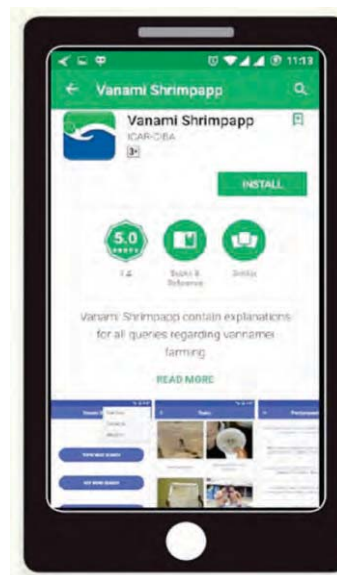 11:13
Vanami Shrimpapp
Vanami Shrimpapp
ICAR-CIBA
3+
INSTALL
5.0
Books &
Reference
Similar
Vanami Shrimpapp contain explanations
for all queries regarding vannamei
farming
READ MORE